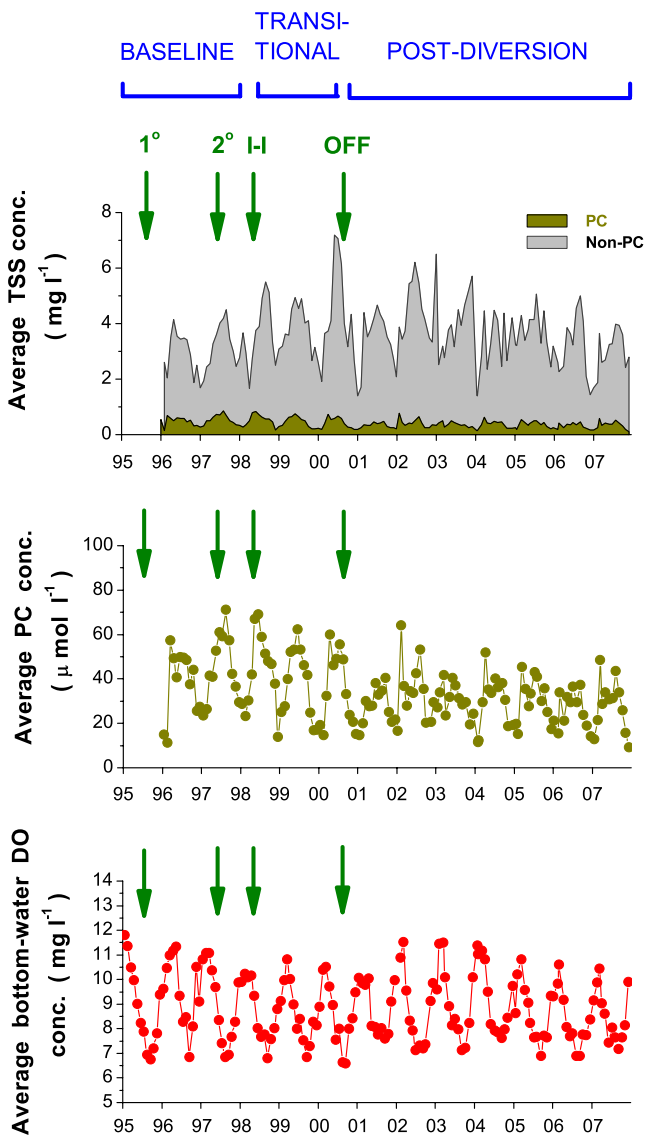 TRANSI-
BASELINE TIONAL POST-DIVERSION
1° 2° I-I OFF
Average TSS conc.
( mg l⁻¹ )
8
6
4
2
0
PC
Non-PC
95 96 97 98 99 00 01 02 03 04 05 06 07
Average PC conc.
( μ mol l⁻¹ )
100
80
60
40
20
0
95 96 97 98 99 00 01 02 03 04 05 06 07
Average bottom-water DO
conc. ( mg l⁻¹ )
14
13
12
11
10
9
8
7
6
5
95 96 97 98 99 00 01 02 03 04 05 06 07